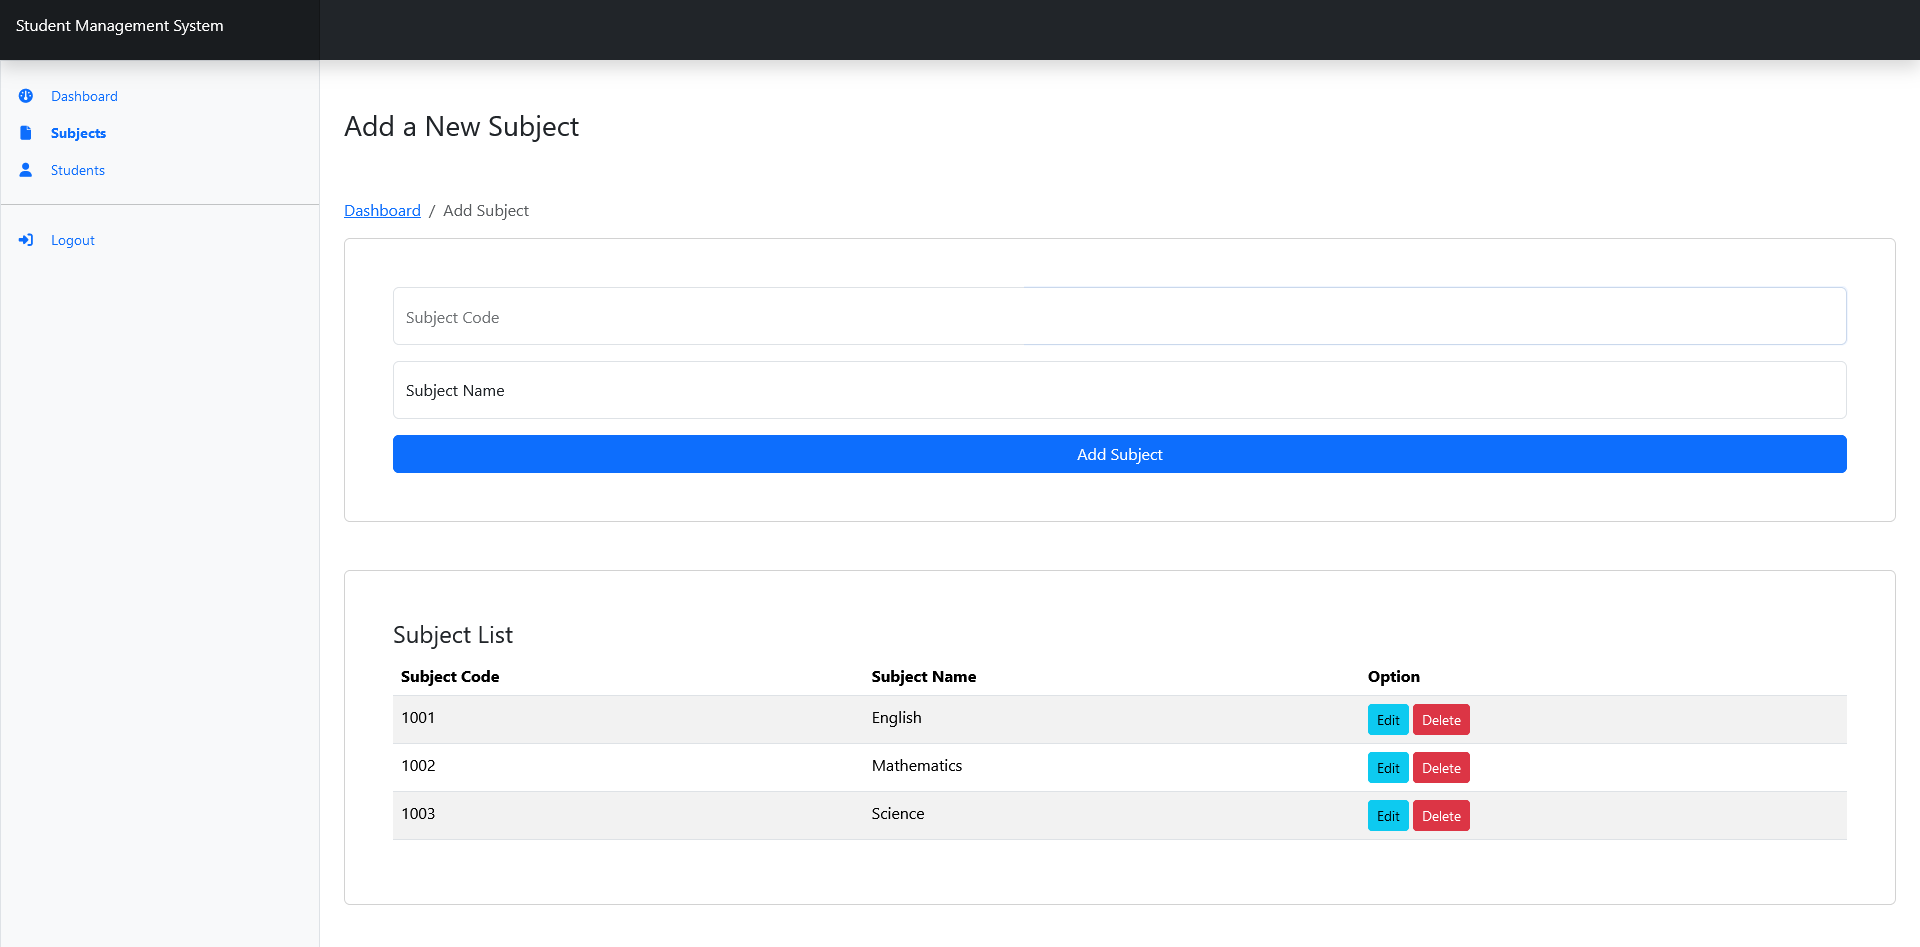 Student Management System
Dashboard
Subjects
Students
Logout
Add a New Subject
Dashboard / Add Subject
Subject Code
Subject Name
Add Subject
Subject List
Subject Code Subject Name Option
1001 English Edit Delete
1002 Mathematics Edit Delete
1003 Science Edit Delete